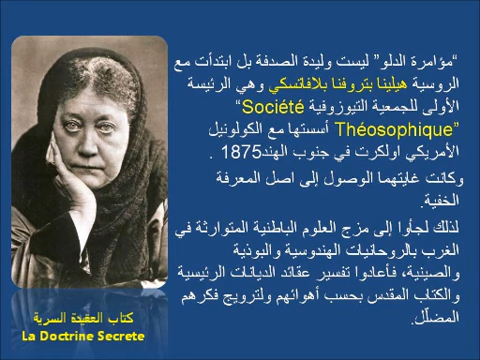 “مؤامرة الدلو” ليست وليدة الصدفة بل ابتدأت مع
الروسية هيلينا بتروفنا بلافاتسكي وهي الرئيسة
الأولى للجمعية التيوزوفية “Société
Théosophique” أسستها مع الكولونيل
الأمريكي اولكرت في جنوب الهند1875 .
وكانت غايتهما الوصول إلى اصل المعرفة
الخفية.
لذلك لجأوا إلى مزج العلوم الباطنية المتوارثة في
الغرب بالروحانيات الهندوسية والبوذية
والصينية، فأعادوا تفسير عقائد الديانات الرئيسية
والكتاب المقدس بحسب أهوائهم ولترويج فكرهم
المضلّل.
كتاب العقيدة السرية
La Doctrine Secrete